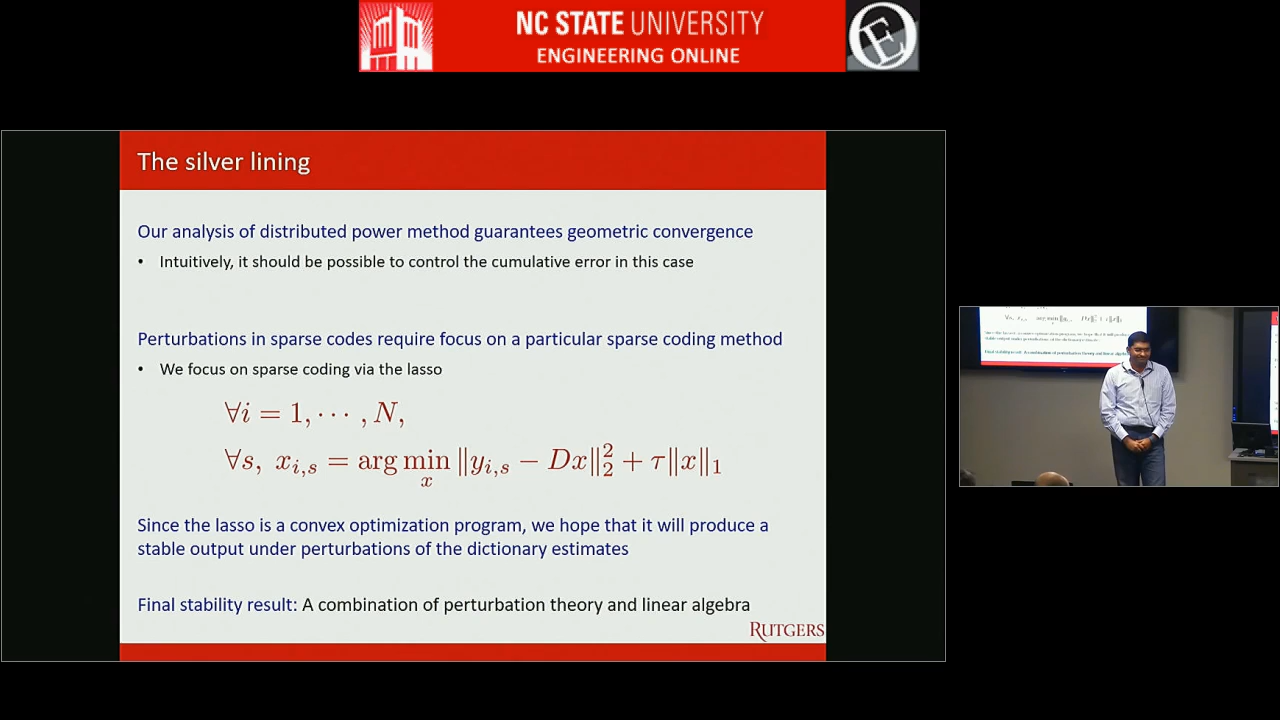 NC STATE UNIVERSITY
ENGINEERING ONLINE
The silver lining
Our analysis of distributed power method guarantees geometric convergence
• Intuitively, it should be possible to control the cumulative error in this case
Perturbations in sparse codes require focus on a particular sparse coding method
• We focus on sparse coding via the lasso
∀i = 1, ⋯ , N,
∀s, x_{i,s} = arg min_x ‖y_{i,s} − Dx‖_2^2 + τ‖x‖_1
Since the lasso is a convex optimization program, we hope that it will produce a
stable output under perturbations of the dictionary estimates
Final stability result: A combination of perturbation theory and linear algebra
RUTGERS